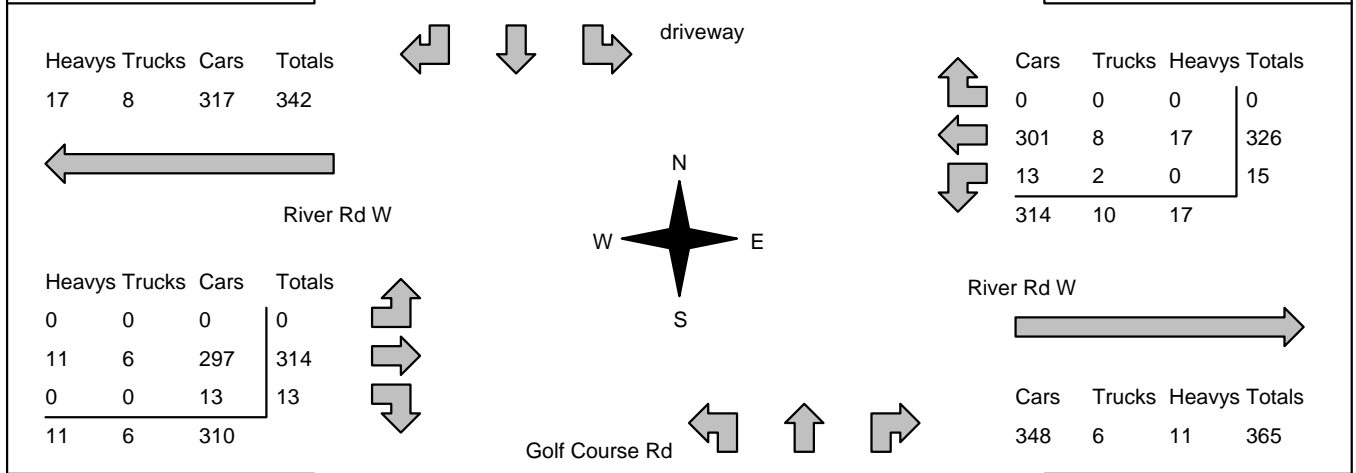 driveway
Heavys Trucks Cars Totals
17 8 317 342
Cars Trucks Heavys Totals
0 0 0 0
301 8 17 326
13 2 0 15
314 10 17
N
W E
S
River Rd W
Heavys Trucks Cars Totals
0 0 0 0
11 6 297 314
0 0 13 13
11 6 310
River Rd W
Golf Course Rd
Cars Trucks Heavys Totals
348 6 11 365